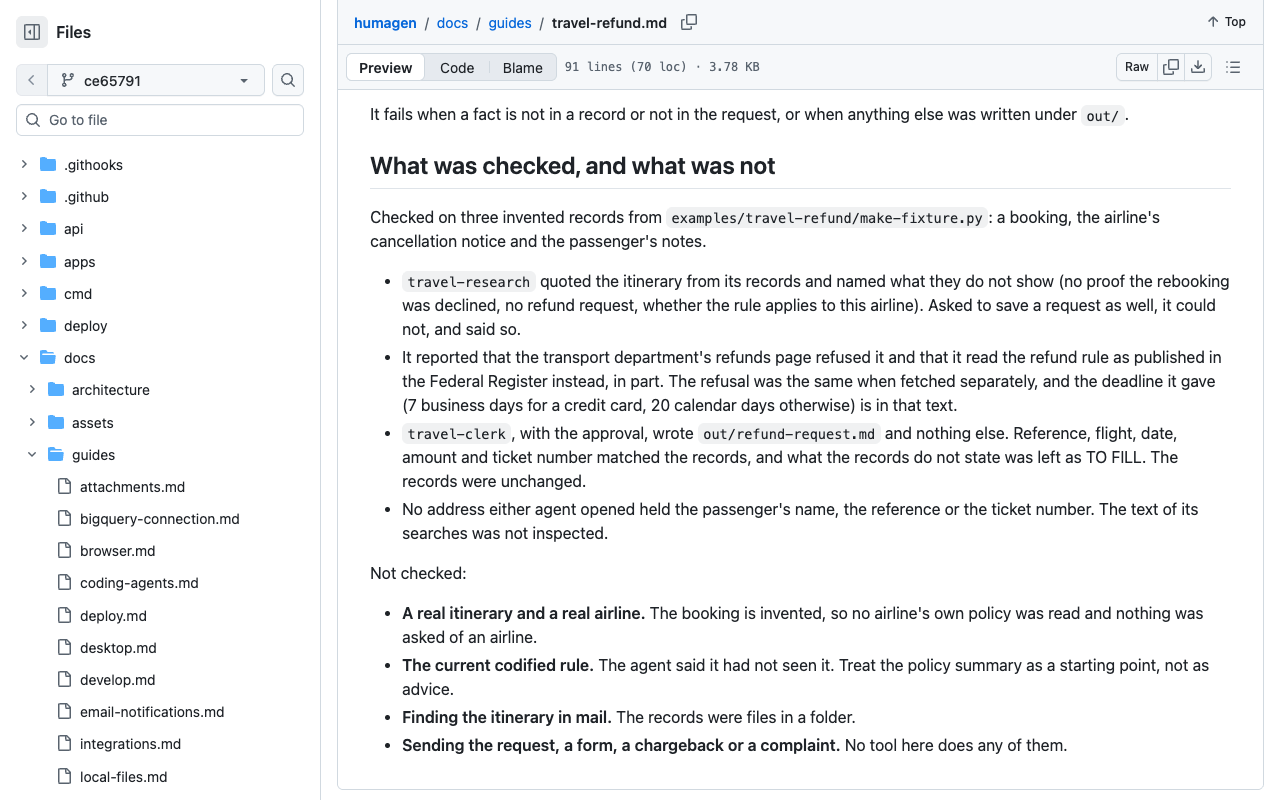 Files
ce65791
Go to file
.githooks
.github
api
apps
cmd
deploy
docs
architecture
assets
guides
attachments.md
bigquery-connection.md
browser.md
coding-agents.md
deploy.md
desktop.md
develop.md
email-notifications.md
integrations.md
local-files.md
humagen / docs / guides / travel-refund.md
Top
Preview Code Blame 91 lines (70 loc) · 3.78 KB Raw
It fails when a fact is not in a record or not in the request, or when anything else was written under out/ .
What was checked, and what was not
Checked on three invented records from examples/travel-refund/make-fixture.py : a booking, the airline's
cancellation notice and the passenger's notes.
• travel-research quoted the itinerary from its records and named what they do not show (no proof the rebooking
was declined, no refund request, whether the rule applies to this airline). Asked to save a request as well, it could
not, and said so.
• It reported that the transport department's refunds page refused it and that it read the refund rule as published in
the Federal Register instead, in part. The refusal was the same when fetched separately, and the deadline it gave
(7 business days for a credit card, 20 calendar days otherwise) is in that text.
• travel-clerk , with the approval, wrote out/refund-request.md and nothing else. Reference, flight, date,
amount and ticket number matched the records, and what the records do not state was left as TO FILL. The
records were unchanged.
• No address either agent opened held the passenger's name, the reference or the ticket number. The text of its
searches was not inspected.
Not checked:
• A real itinerary and a real airline. The booking is invented, so no airline's own policy was read and nothing was
asked of an airline.
• The current codified rule. The agent said it had not seen it. Treat the policy summary as a starting point, not as
advice.
• Finding the itinerary in mail. The records were files in a folder.
• Sending the request, a form, a chargeback or a complaint. No tool here does any of them.